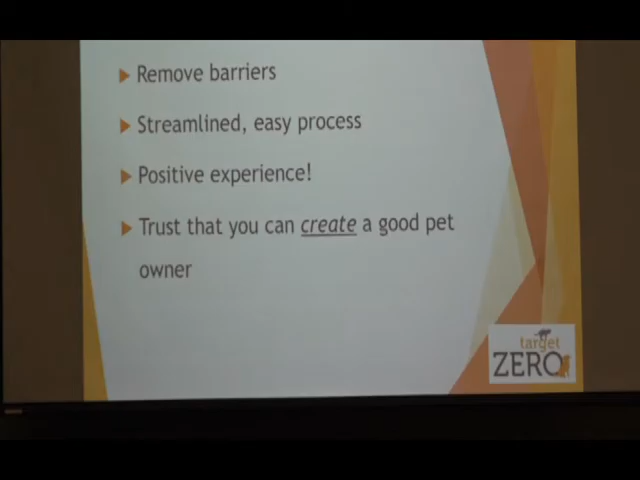 Remove barriers
Streamlined, easy process
Positive experience!
Trust that you can create a good pet
owner
target
ZERO